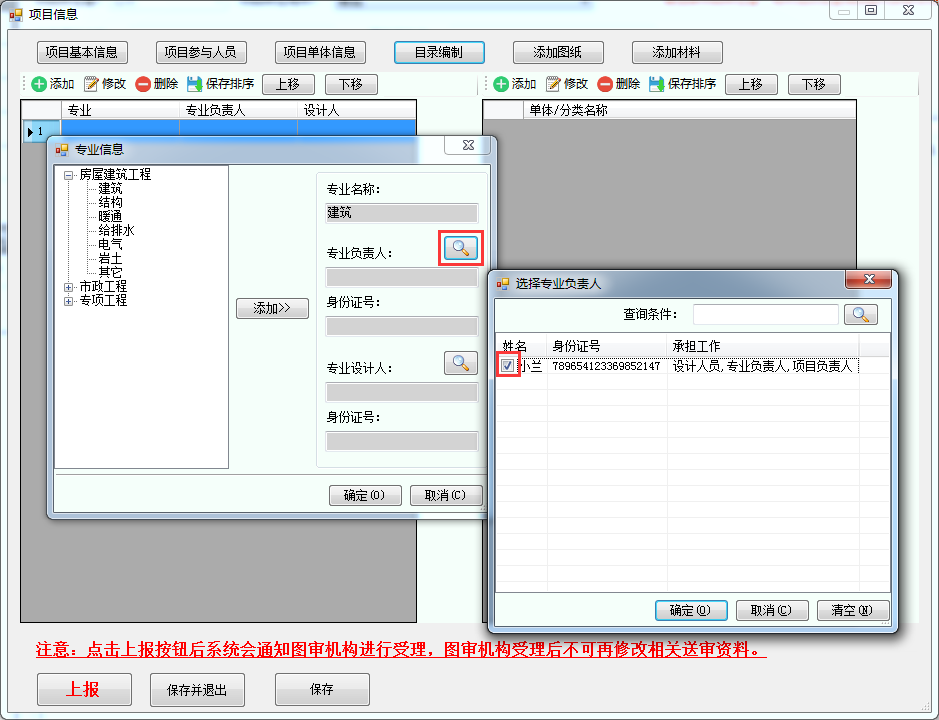 项目信息
项目基本信息 项目参与人员 项目单体信息 目录编制 添加图纸 添加材料
添加 修改 删除 保存排序 上移 下移 添加 修改 删除 保存排序 上移 下移
专业 专业负责人 设计人 单体/分类名称
1
专业信息
房屋建筑工程
建筑
结构
暖通
给排水
电气
岩土
其它
市政工程
专项工程
添加>>
专业名称:
建筑
专业负责人:
身份证号:
专业设计人:
身份证号:
确定(O) 取消(C)
选择专业负责人
查询条件:
姓名 身份证号 承担工作
小兰 789654123369852147 设计人员,专业负责人,项目负责人
确定(O) 取消(C) 清空(N)
注意：点击上报按钮后系统会通知图审机构进行受理，图审机构受理后不可再修改相关送审资料。
上报 保存并退出 保存